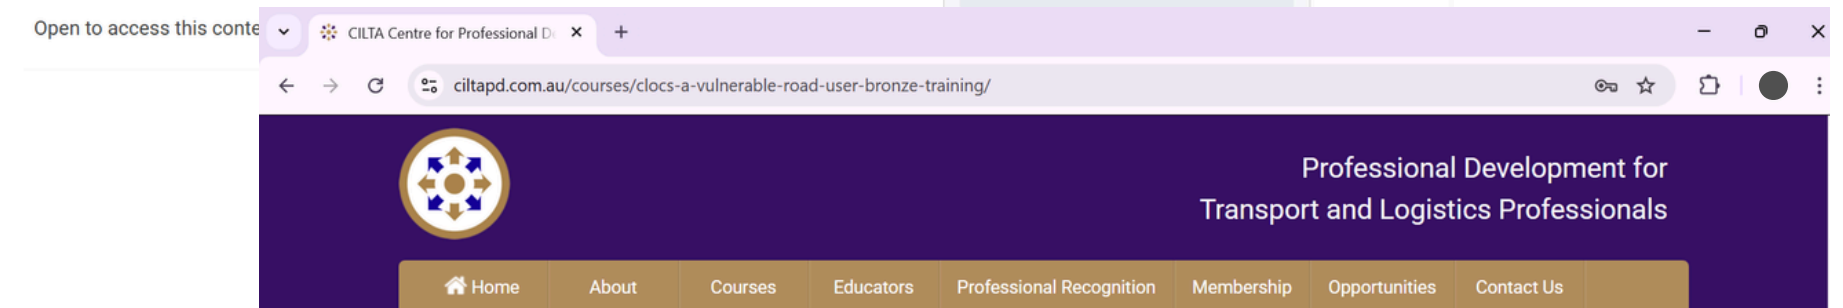 Open to access this conte
CILTA Centre for Professional D
ciltapd.com.au/courses/clocs-a-vulnerable-road-user-bronze-training/
Professional Development for
Transport and Logistics Professionals
Home About Courses Educators Professional Recognition Membership Opportunities Contact Us